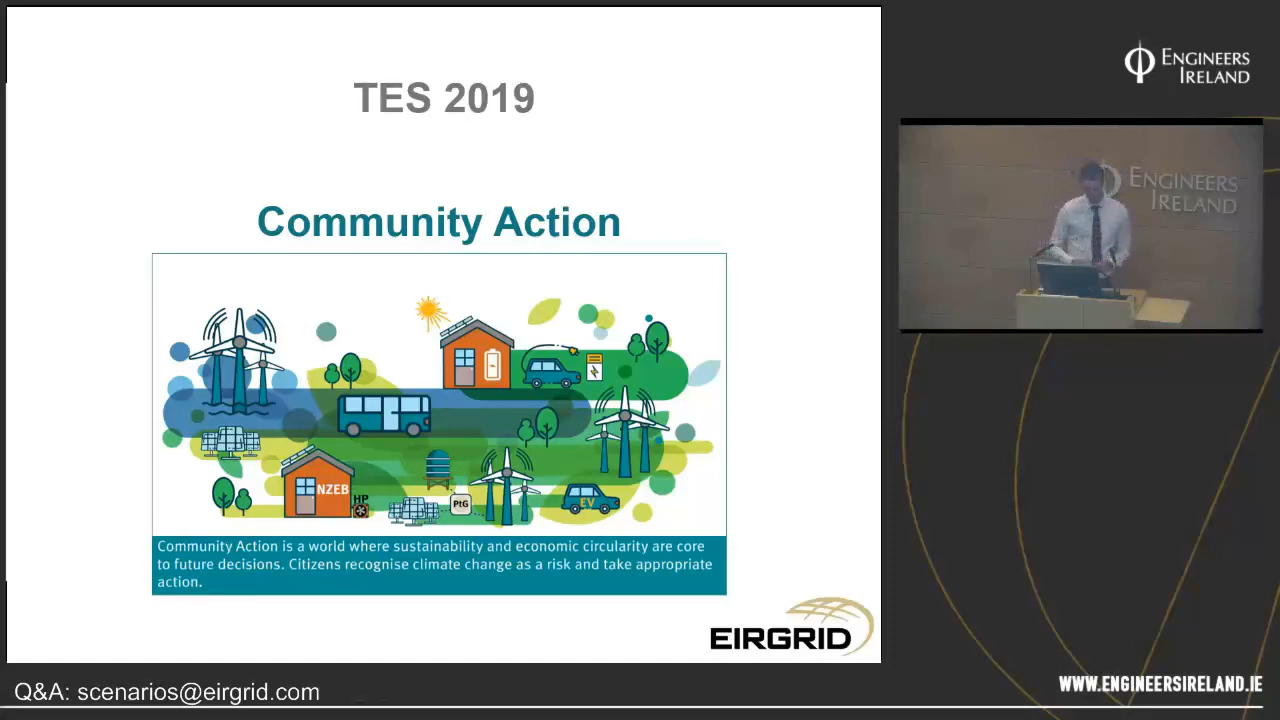 TES 2019
Community Action
NZEB
HP
PtG
EV
Community Action is a world where sustainability and economic circularity are core
to future decisions. Citizens recognise climate change as a risk and take appropriate
action.
EIRGRID
ENGINEERS
IRELAND
ENGINEERS
IRELAND
Q&A: scenarios@eirgrid.com
WWW.ENGINEERSIRELAND.IE